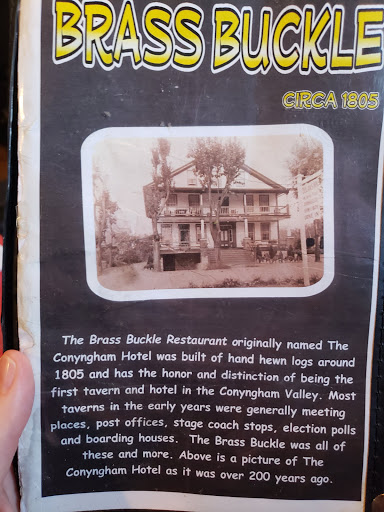 BRASS BUCKLE
CIRCA 1805
The Brass Buckle Restaurant originally named The
Conyngham Hotel was built of hand hewn logs around
1805 and has the honor and distinction of being the
first tavern and hotel in the Conyngham Valley. Most
taverns in the early years were generally meeting
places, post offices, stage coach stops, election polls
and boarding houses. The Brass Buckle was all of
these and more. Above is a picture of The
Conyngham Hotel as it was over 200 years ago.